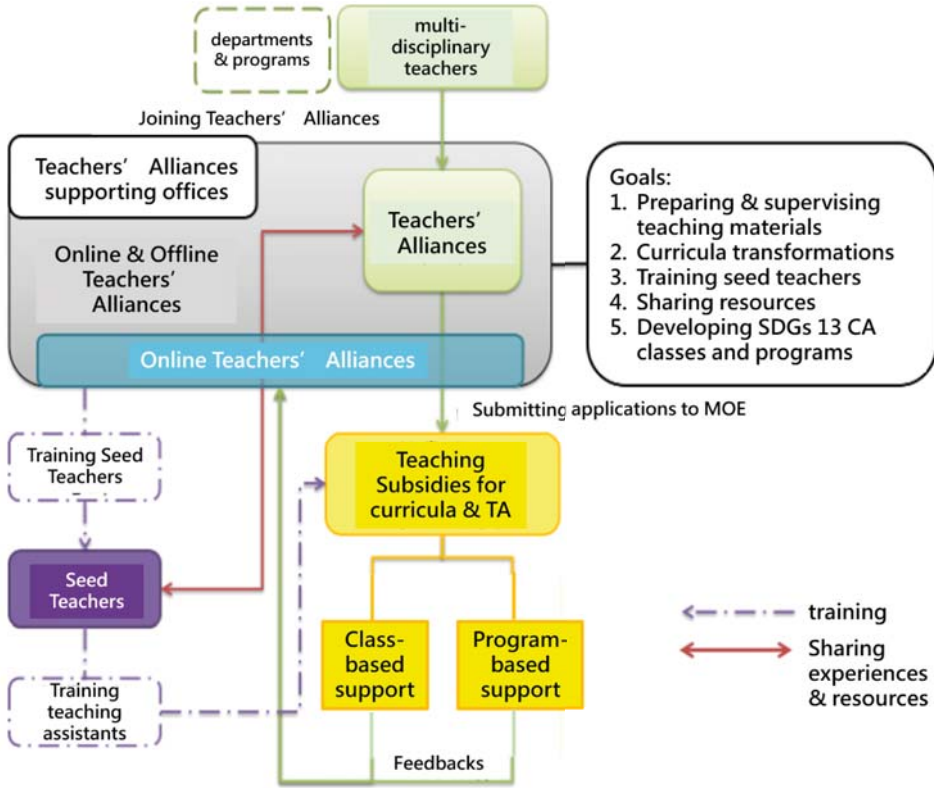 departments
& programs
multi-
disciplinary
teachers
Joining Teachers’ Alliances
Teachers’ Alliances
supporting offices
Teachers’
Alliances
Online & Offline
Teachers’
Alliances
Online Teachers’ Alliances
Goals:
1. Preparing & supervising
teaching materials
2. Curricula transformations
3. Training seed teachers
4. Sharing resources
5. Developing SDGs 13 CA
classes and programs
Submitting applications to MOE
Training Seed
Teachers
Teaching
Subsidies for
curricula & TA
Seed
Teachers
Class-
based
support
Program-
based
support
Training
teaching
assistants
Feedbacks
training
Sharing
experiences
& resources